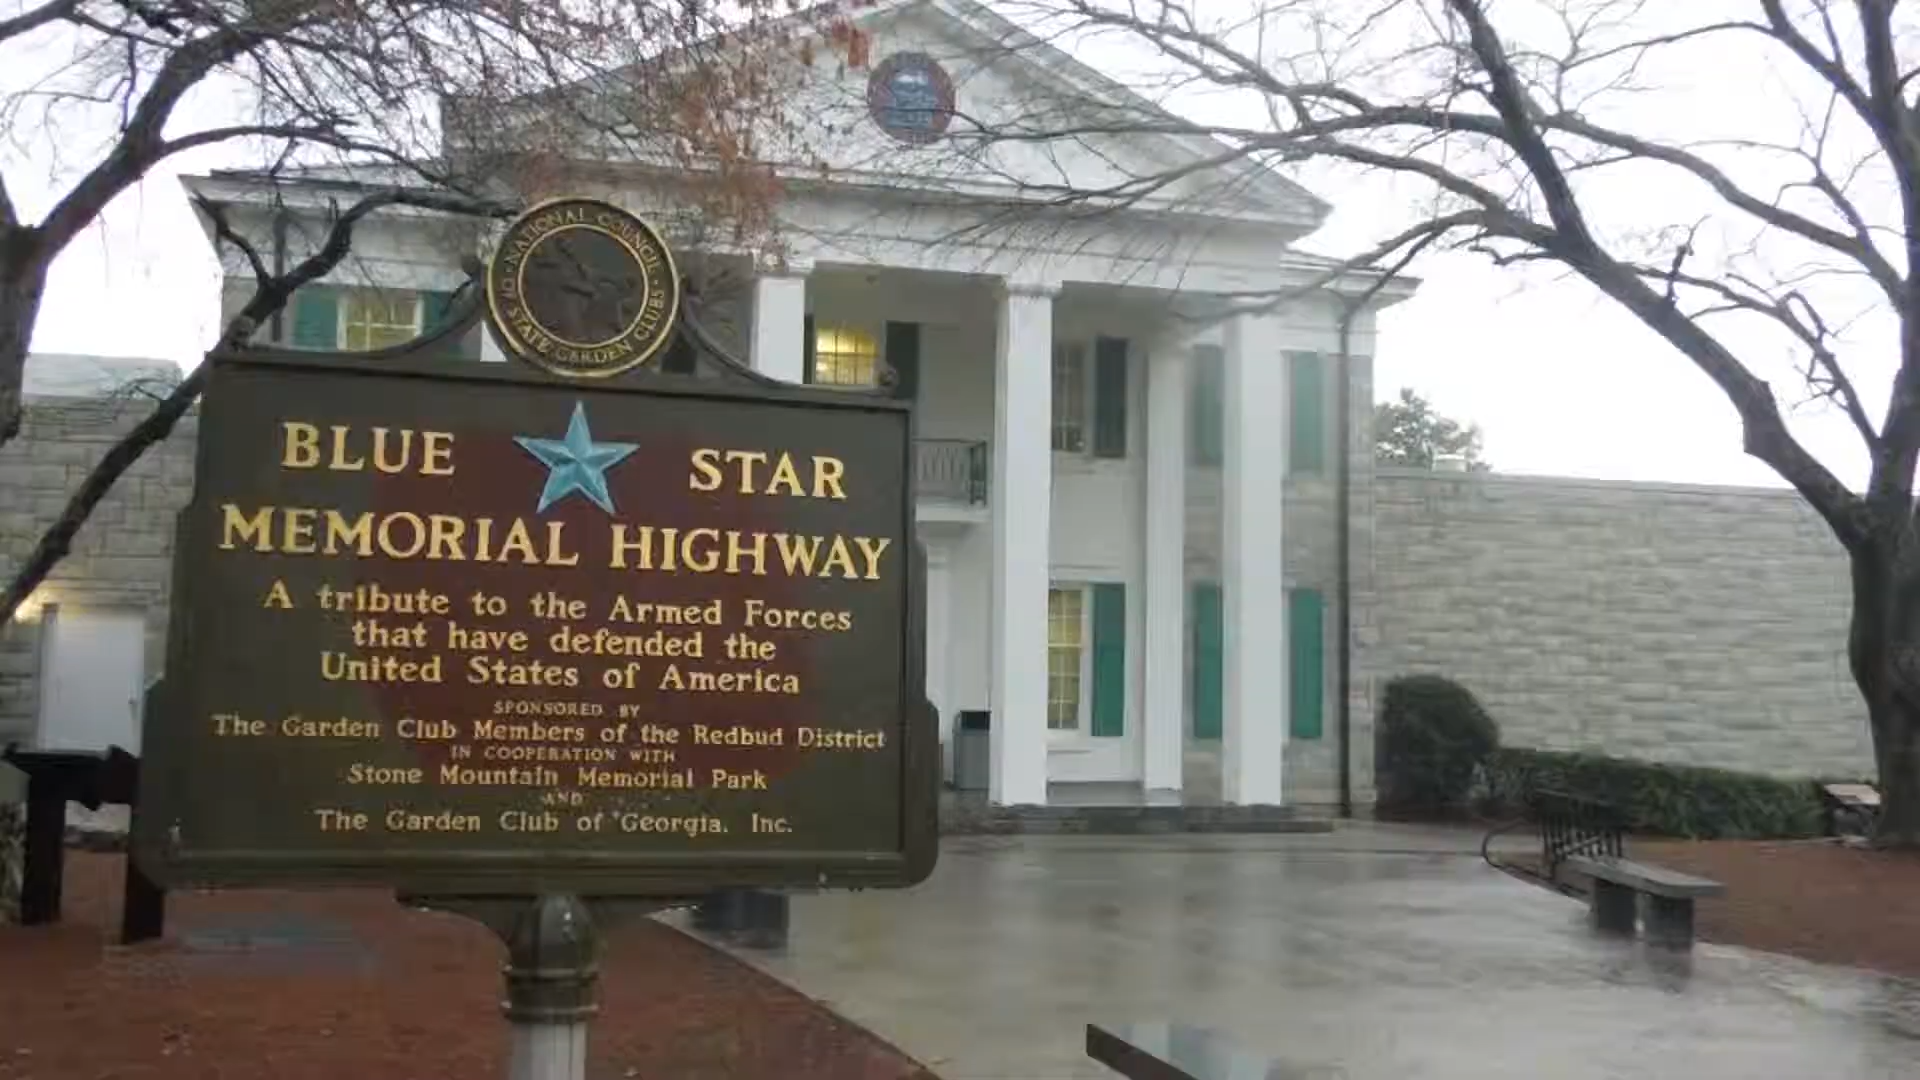 NATIONAL COUNCIL
OF STATE GARDEN CLUBS
BLUE STAR
MEMORIAL HIGHWAY
A tribute to the Armed Forces
that have defended the
United States of America
SPONSORED BY
The Garden Club Members of the Redbud District
IN COOPERATION WITH
Stone Mountain Memorial Park
AND
The Garden Club of Georgia, Inc.